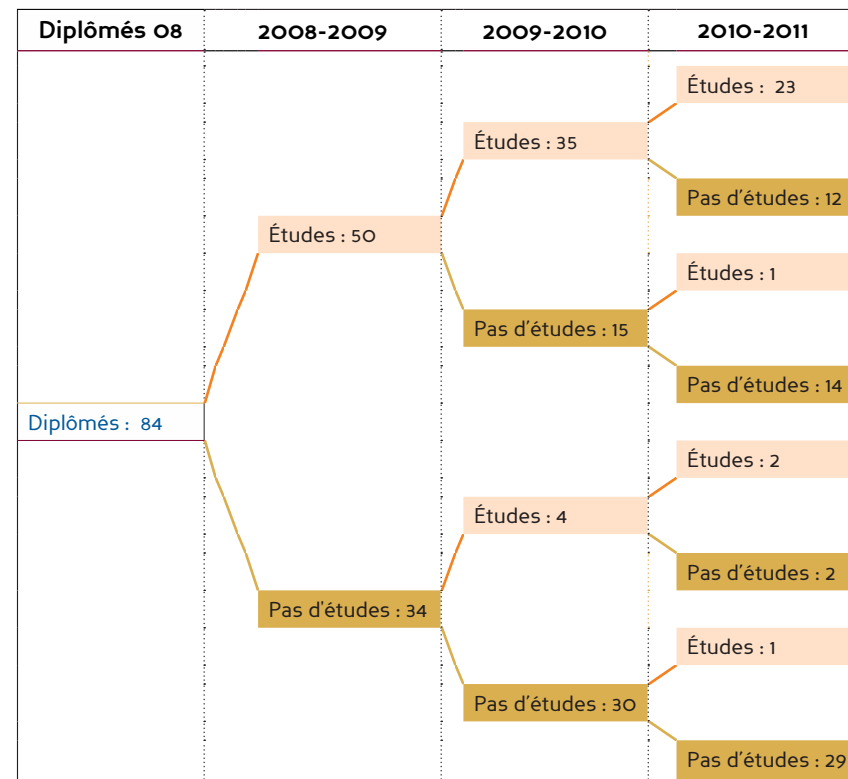 Diplômés 08 2008-2009 2009-2010 2010-2011
Études : 23
Études : 35
Pas d'études : 12
Études : 50
Études : 1
Pas d'études : 15
Pas d'études : 14
Diplômés : 84
Études : 2
Études : 4
Pas d'études : 2
Pas d'études : 34
Études : 1
Pas d'études : 30
Pas d'études : 29